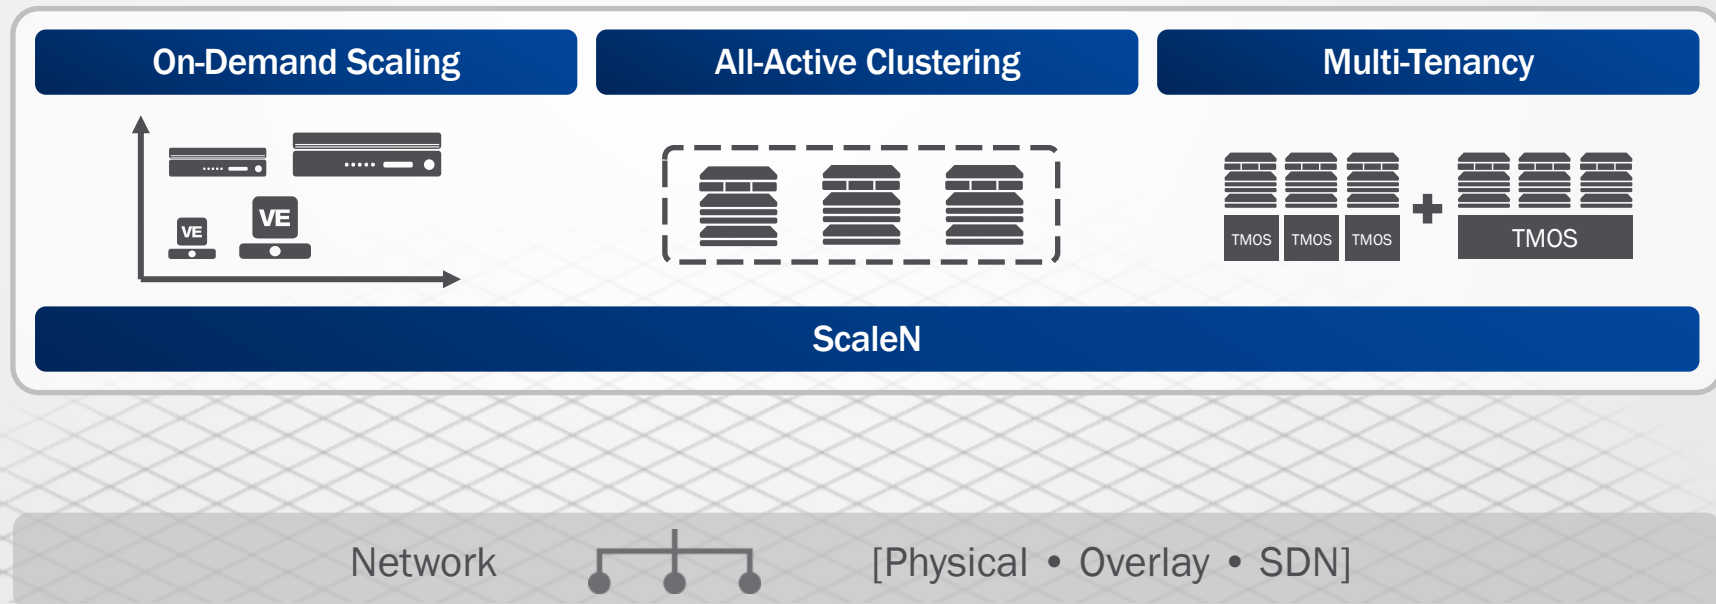 On-Demand Scaling
All-Active Clustering
Multi-Tenancy
VE
VE
TMOS
TMOS
TMOS
TMOS
ScaleN
Network
[Physical • Overlay • SDN]